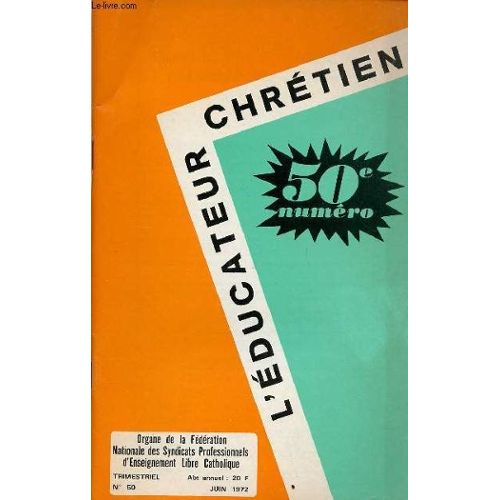 Le-livre.com
L'ÉDUCATEUR CHRÉTIEN
50e
numéro
Organe de la Fédération
Nationale des Syndicats Professionnels
d'Enseignement Libre Catholique
TRIMESTRIEL Abt annuel : 20 F
N° 50 JUIN 1972